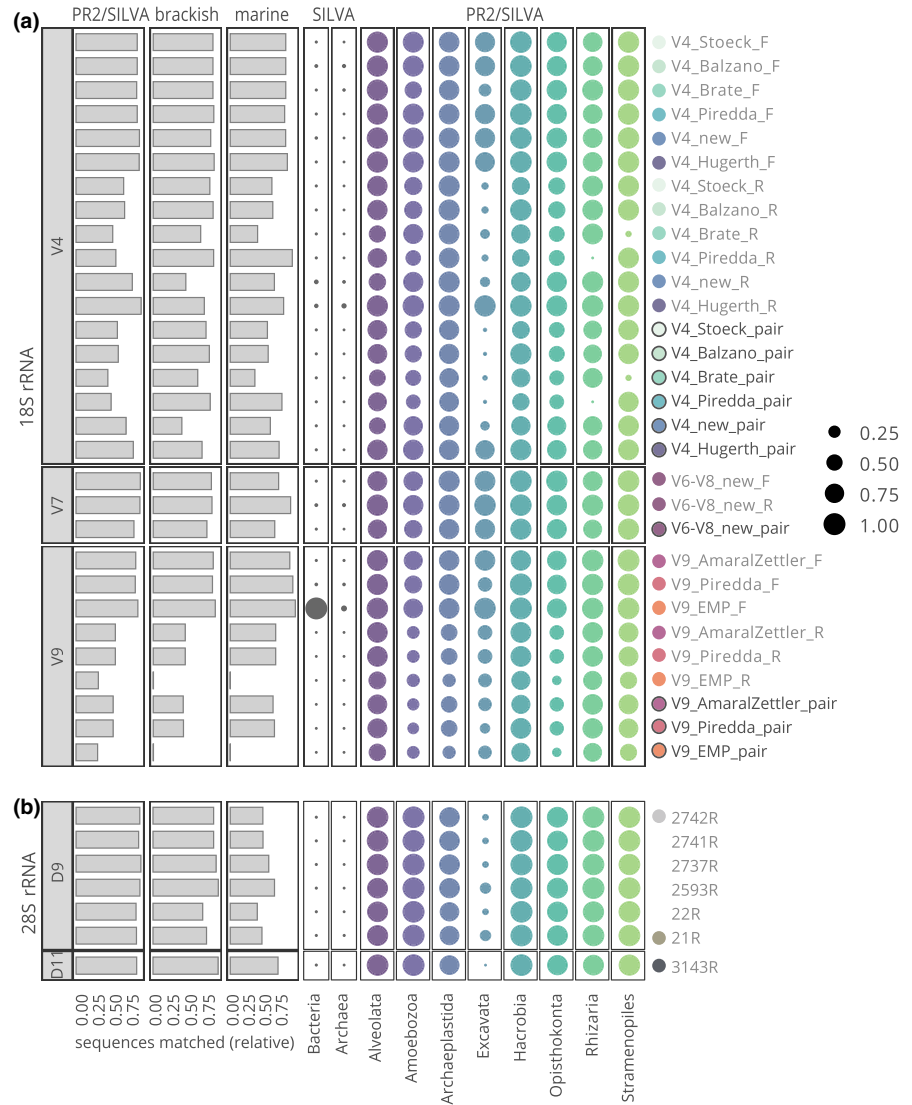 (a) PR2/SILVA brackish marine SILVA PR2/SILVA
18S rRNA
V4
V4_Stoeck_F
V4_Balzano_F
V4_Brate_F
V4_Piredda_F
V4_new_F
V4_Hugerth_F
V4_Stoeck_R
V4_Balzano_R
V4_Brate_R
V4_Piredda_R
V4_new_R
V4_Hugerth_R
V4_Stoeck_pair
V4_Balzano_pair
V4_Brate_pair
V4_Piredda_pair
V4_new_pair
V4_Hugerth_pair
0.25
0.50
0.75
1.00
V7
V6-V8_new_F
V6-V8_new_R
V6-V8_new_pair
V9
V9_AmaralZettler_F
V9_Piredda_F
V9_EMP_F
V9_AmaralZettler_R
V9_Piredda_R
V9_EMP_R
V9_AmaralZettler_pair
V9_Piredda_pair
V9_EMP_pair
(b)
28S rRNA
D9
2742R
2741R
2737R
2593R
22R
21R
D11
3143R
0.00 0.25 0.50 0.75 0.00 0.25 0.50 0.75 0.00 0.25 0.50 0.75
sequences matched (relative)
Bacteria
Archaea
Alveolata
Amoebozoa
Archaeplastida
Excavata
Hacrobia
Opisthokonta
Rhizaria
Stramenopiles